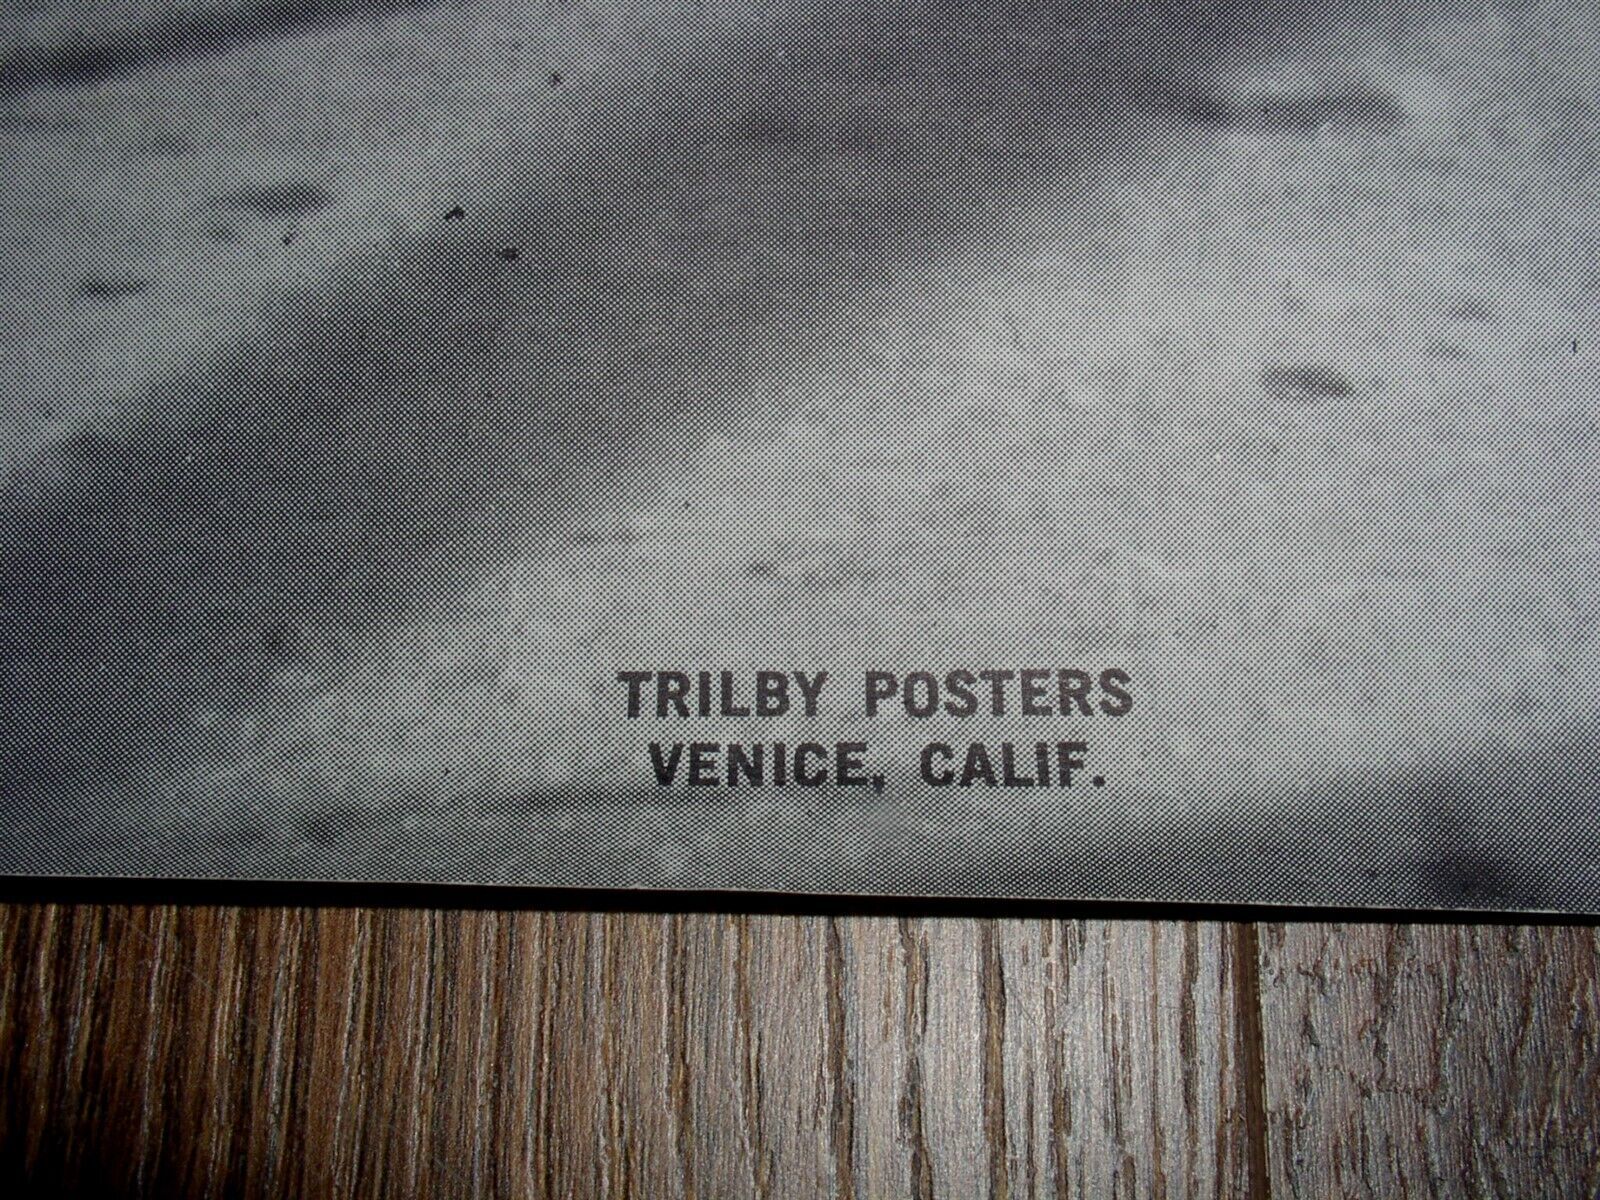 TRILBY POSTERS
VENICE, CALIF.